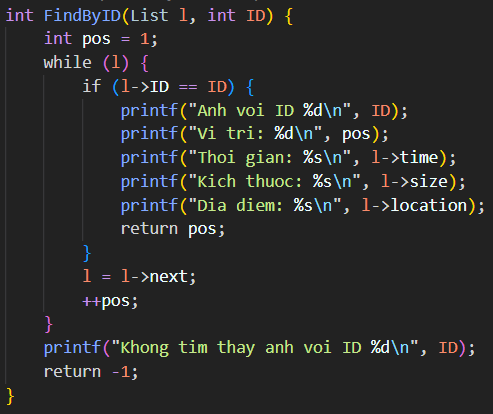 int FindByID(List l, int ID) {
    int pos = 1;
    while (l) {
        if (l->ID == ID) {
            printf("Anh voi ID %d\n", ID);
            printf("Vi tri: %d\n", pos);
            printf("Thoi gian: %s\n", l->time);
            printf("Kich thuoc: %s\n", l->size);
            printf("Dia diem: %s\n", l->location);
            return pos;
        }
        l = l->next;
        ++pos;
    }
    printf("Khong tim thay anh voi ID %d\n", ID);
    return -1;
}